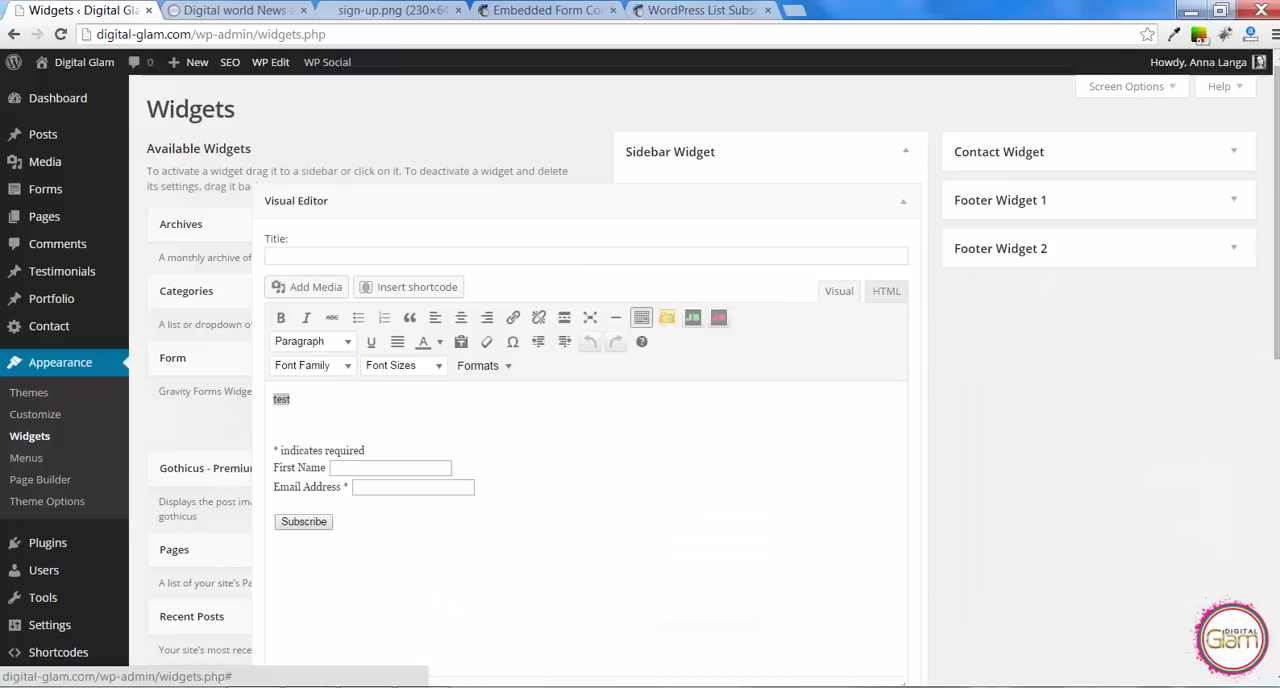 Widgets ‹ Digital Gla
Digital world News a
sign-up.png (230×64
Embedded Form Co
WordPress List Subs
digital-glam.com/wp-admin/widgets.php
Digital Glam
0
New
SEO
WP Edit
WP Social
Howdy, Anna Langa
Screen Options
Help
Dashboard
Posts
Media
Forms
Pages
Comments
Testimonials
Portfolio
Contact
Appearance
Themes
Customize
Widgets
Menus
Page Builder
Theme Options
Plugins
Users
Tools
Settings
Shortcodes
Widgets
Available Widgets
To activate a widget drag it to a sidebar or click on it. To deactivate a widget and delete
its settings, drag it ba
Archives
A monthly archive of
Categories
A list or dropdown o
Form
Gravity Forms Widge
Gothicus - Premiu
Displays the post ima
gothicus
Pages
A list of your site's Pa
Recent Posts
Your site's most rece
Sidebar Widget
Visual Editor
Title:
Add Media
Insert shortcode
Visual
HTML
B I ABC
Paragraph
U
A
Font Family
Font Sizes
Formats
test
* indicates required
First Name
Email Address *
Subscribe
Contact Widget
Footer Widget 1
Footer Widget 2
digital-glam.com/wp-admin/widgets.php#
DIGITAL
Glam